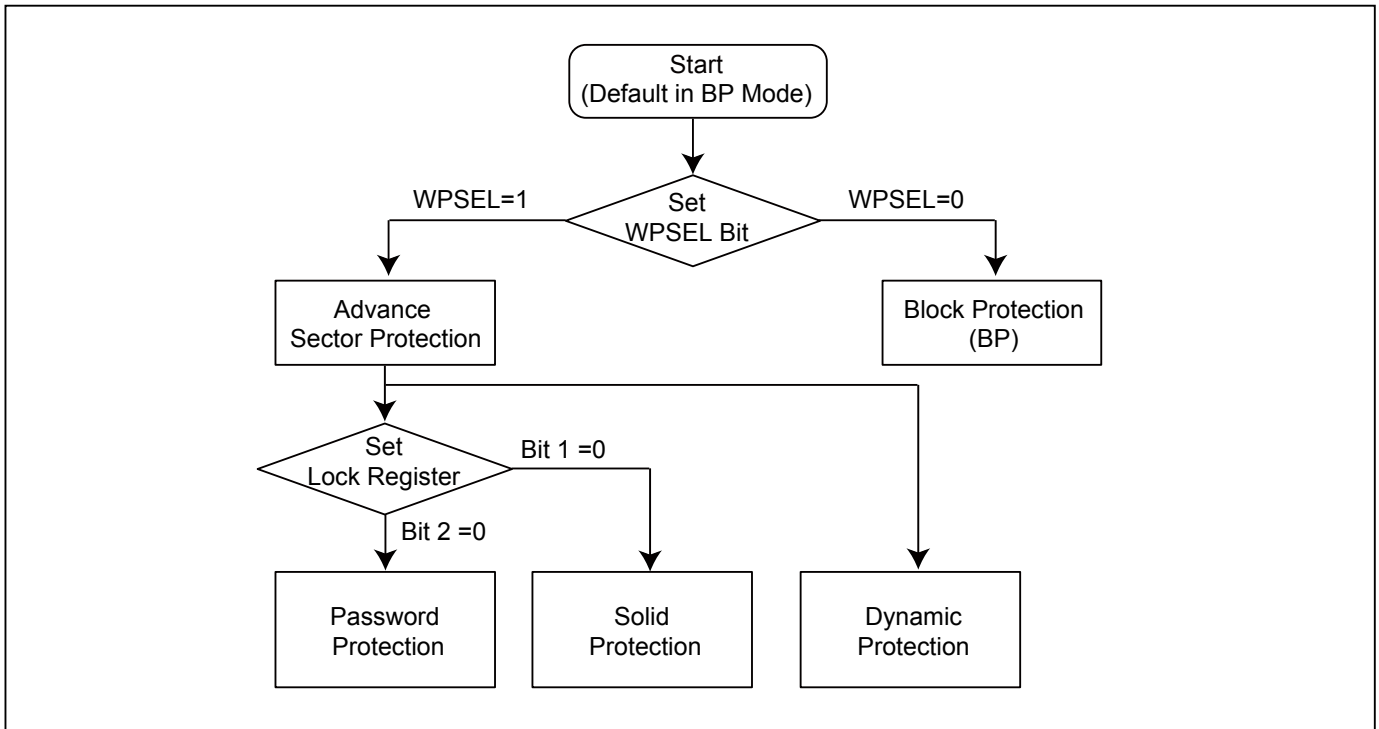 Start
(Default in BP Mode)
WPSEL=1
Set
WPSEL Bit
WPSEL=0
Advance
Sector Protection
Block Protection
(BP)
Set
Lock Register
Bit 1 =0
Bit 2 =0
Password
Protection
Solid
Protection
Dynamic
Protection